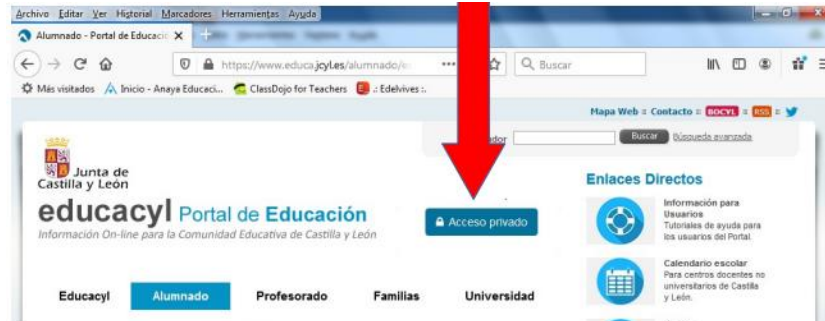 Archivo Editar Ver Historial Marcadores Herramientas Ayuda
Alumnado - Portal de Educació
https://www.educa.jcyl.es/alumnado/e
Buscar
Más visitados Inicio - Anaya Educaci... ClassDojo for Teachers .: Edelvives :.
Mapa Web :: Contacto :: BOCYL :: RSS ::
Buscar Búsqueda avanzada
Junta de
Castilla y León
educacyl Portal de Educación
Información On-line para la Comunidad Educativa de Castilla y León
Acceso privado
Enlaces Directos
Información para
Usuarios
Tutoriales de ayuda para
los usuarios del Portal.
Calendario escolar
Para centros docentes no
universitarios de Castilla
y León.
Educacyl Alumnado Profesorado Familias Universidad